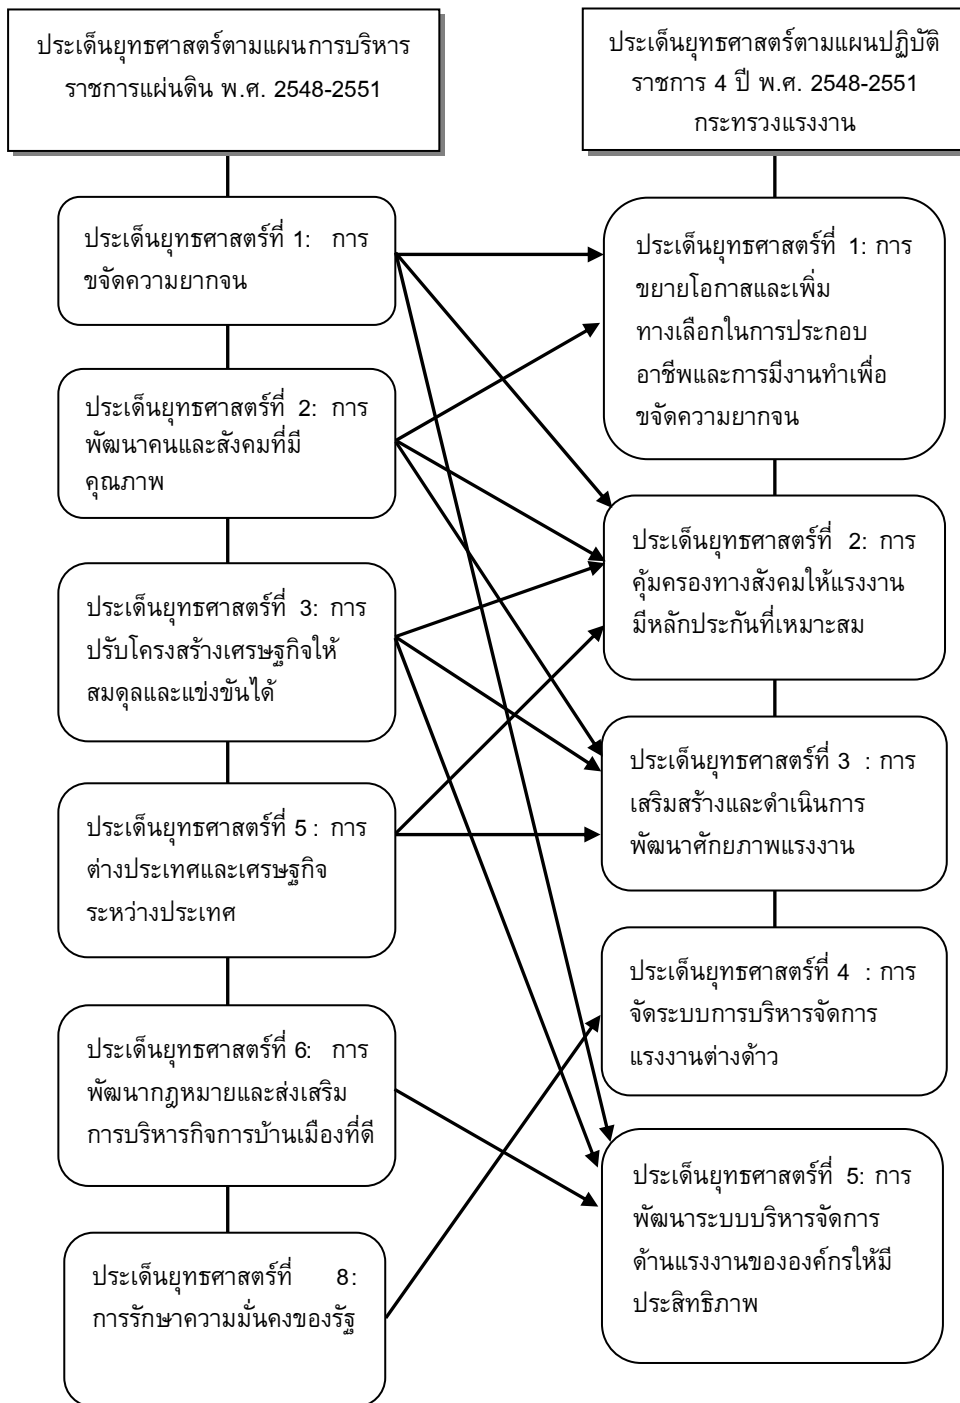 ประเด็นยุทธศาสตร์ตามแผนการบริหาร
ราชการแผ่นดิน พ.ศ. 2548-2551
ประเด็นยุทธศาสตร์ที่ 1: การ
ขจัดความยากจน
ประเด็นยุทธศาสตร์ที่ 2: การ
พัฒนาคนและสังคมที่มี
คุณภาพ
ประเด็นยุทธศาสตร์ที่ 3: การ
ปรับโครงสร้างเศรษฐกิจให้
สมดุลและแข่งขันได้
ประเด็นยุทธศาสตร์ที่ 5 : การ
ต่างประเทศและเศรษฐกิจ
ระหว่างประเทศ
ประเด็นยุทธศาสตร์ที่ 6: การ
พัฒนากฎหมายและส่งเสริม
การบริหารกิจการบ้านเมืองที่ดี
ประเด็นยุทธศาสตร์ที่ 8:
การรักษาความมั่นคงของรัฐ
ประเด็นยุทธศาสตร์ตามแผนปฏิบัติ
ราชการ 4 ปี พ.ศ. 2548-2551
กระทรวงแรงงาน
ประเด็นยุทธศาสตร์ที่ 1: การ
ขยายโอกาสและเพิ่ม
ทางเลือกในการประกอบ
อาชีพและการมีงานทำเพื่อ
ขจัดความยากจน
ประเด็นยุทธศาสตร์ที่ 2: การ
คุ้มครองทางสังคมให้แรงงาน
มีหลักประกันที่เหมาะสม
ประเด็นยุทธศาสตร์ที่ 3 : การ
เสริมสร้างและดำเนินการ
พัฒนาศักยภาพแรงงาน
ประเด็นยุทธศาสตร์ที่ 4 : การ
จัดระบบการบริหารจัดการ
แรงงานต่างด้าว
ประเด็นยุทธศาสตร์ที่ 5: การ
พัฒนาระบบบริหารจัดการ
ด้านแรงงานขององค์กรให้มี
ประสิทธิภาพ